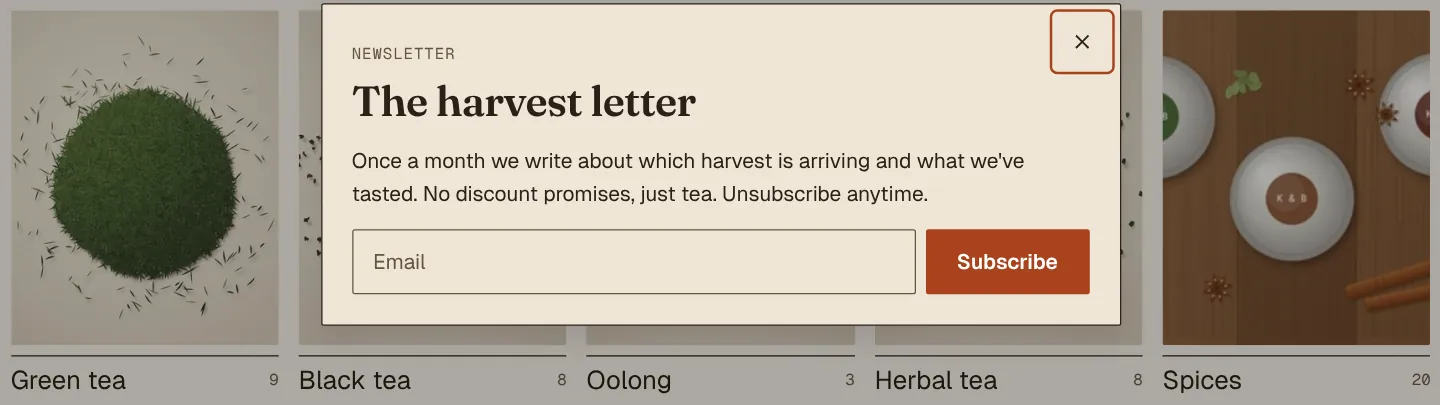 NEWSLETTER
The harvest letter
Once a month we write about which harvest is arriving and what we've
tasted. No discount promises, just tea. Unsubscribe anytime.
Email
Subscribe
K & B
Green tea 9
Black tea 8
Oolong 3
Herbal tea 8
Spices 20